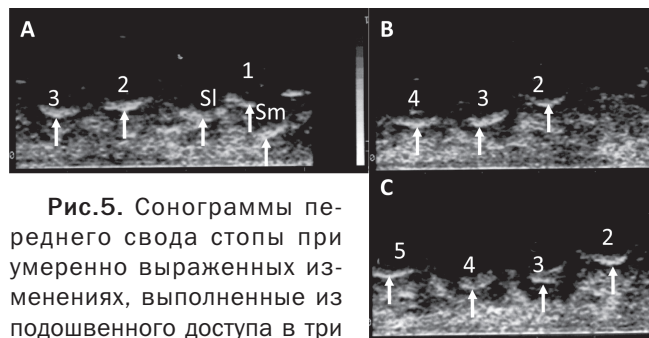 A
B
1
3 2 Sl
Sm
4 3 2
C
5 4 3 2
Рис.5. Сонограммы пе-
реднего свода стопы при
умеренно выраженных из-
менениях, выполненные из
подошвенного доступа в три